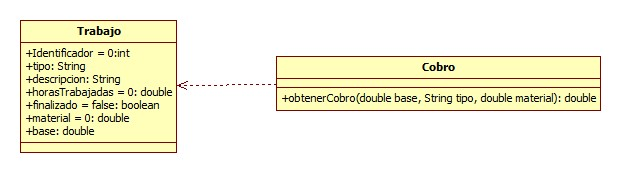 Trabajo
+Identificador = 0:int
+tipo: String
+descripcion: String
+horasTrabajadas = 0: double
+finalizado = false: boolean
+material = 0: double
+base: double
Cobro
+obtenerCobro(double base, String tipo, double material): double